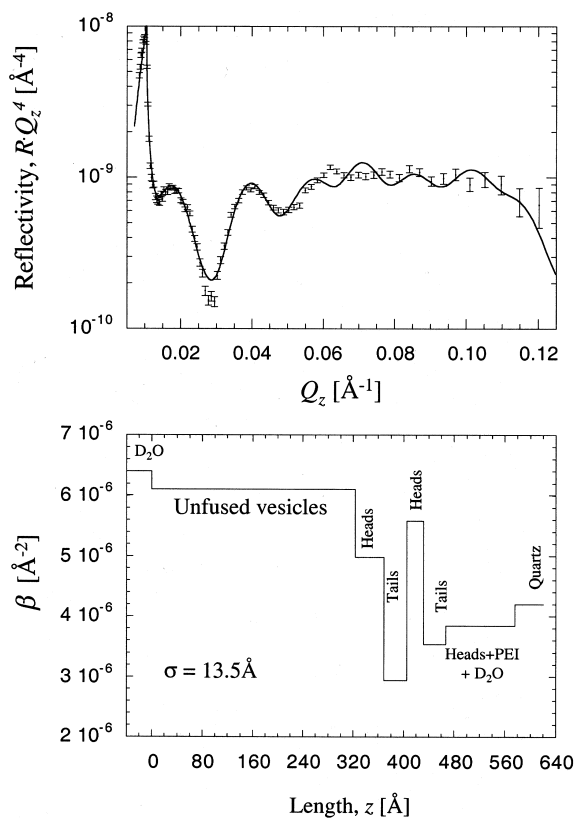 10⁻⁸
10⁻⁹
10⁻¹⁰
Reflectivity, R·Q_z⁴ [Å⁻⁴]
0.02 0.04 0.06 0.08 0.10 0.12
Q_z [Å⁻¹]
7 10⁻⁶
6 10⁻⁶
5 10⁻⁶
4 10⁻⁶
3 10⁻⁶
2 10⁻⁶
β [Å⁻²]
D₂O
Unfused vesicles
Heads
Tails
Heads
Tails
Heads+PEI
+ D₂O
Quartz
σ = 13.5Å
0 80 160 240 320 400 480 560 640
Length, z [Å]